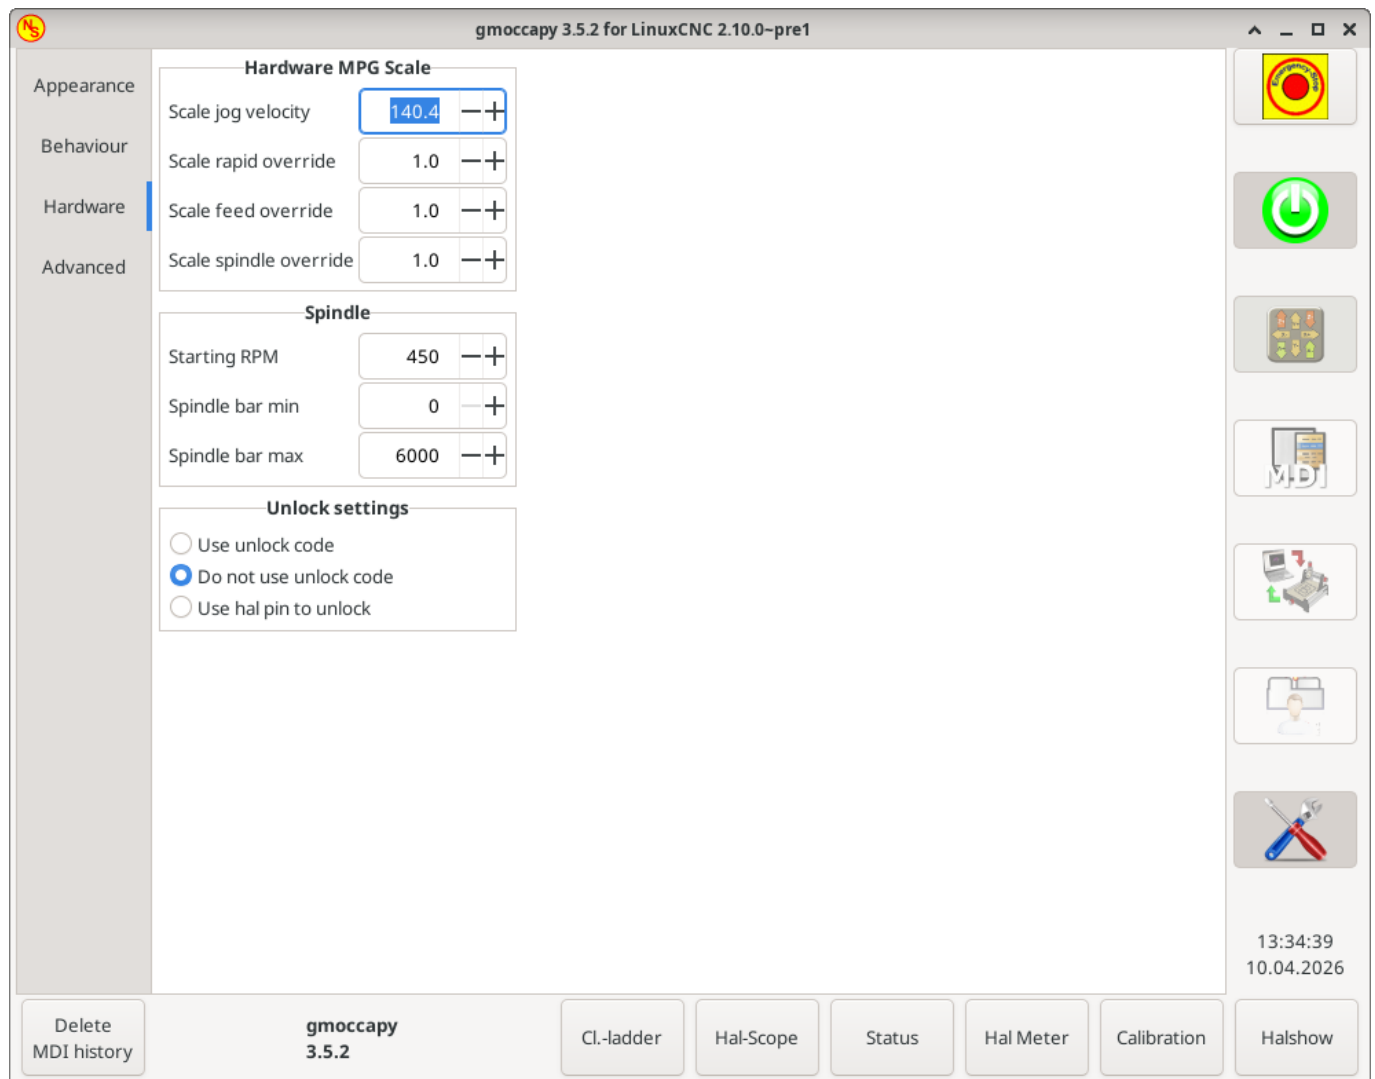 gmoccapy 3.5.2 for LinuxCNC 2.10.0~pre1
Appearance
Behaviour
Hardware
Advanced
Hardware MPG Scale
Scale jog velocity 140.4
Scale rapid override 1.0
Scale feed override 1.0
Scale spindle override 1.0
Spindle
Starting RPM 450
Spindle bar min 0
Spindle bar max 6000
Unlock settings
Use unlock code
Do not use unlock code
Use hal pin to unlock
Emergency-Stop
MDI
13:34:39
10.04.2026
Delete
MDI history
gmoccapy
3.5.2
Cl.-ladder
Hal-Scope
Status
Hal Meter
Calibration
Halshow